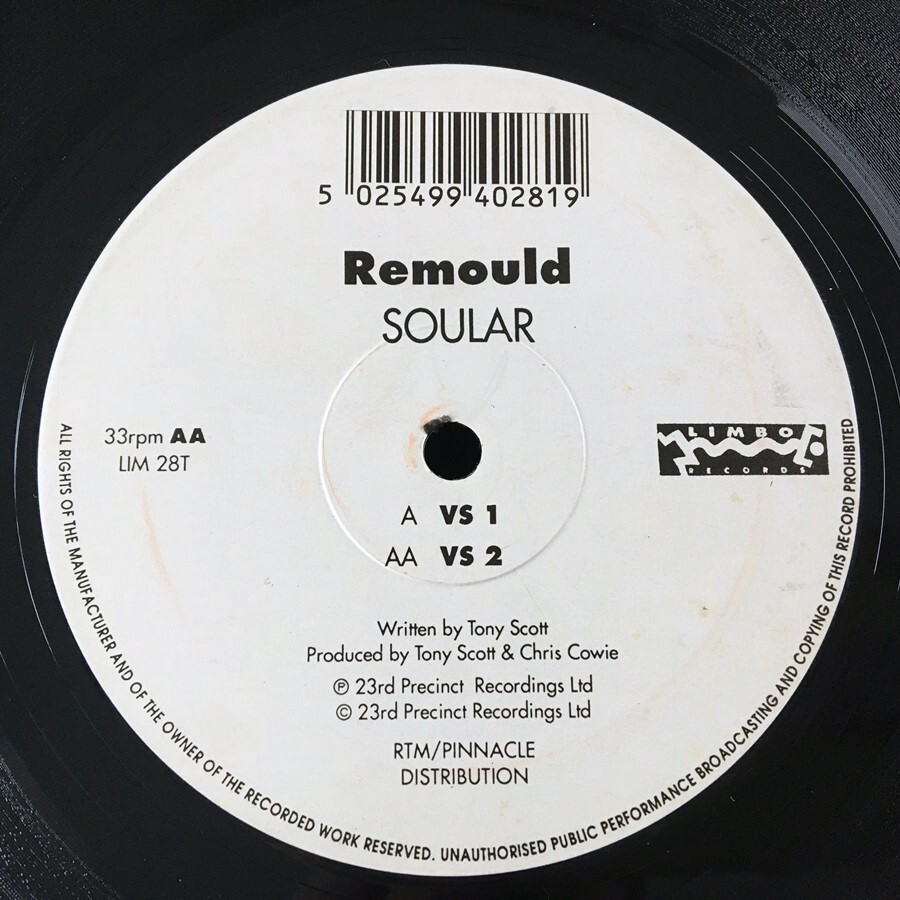 5 025499 402819
Remould
SOULAR
33rpm AA
LIM 28T
LIMBO
RECORDS
A VS 1
AA VS 2
Written by Tony Scott
Produced by Tony Scott & Chris Cowie
℗ 23rd Precinct Recordings Ltd
© 23rd Precinct Recordings Ltd
RTM/PINNACLE
DISTRIBUTION
ALL RIGHTS OF THE MANUFACTURER AND OF THE OWNER OF THE RECORDED WORK RESERVED. UNAUTHORISED PUBLIC PERFORMANCE BROADCASTING AND COPYING OF THIS RECORD PROHIBITED